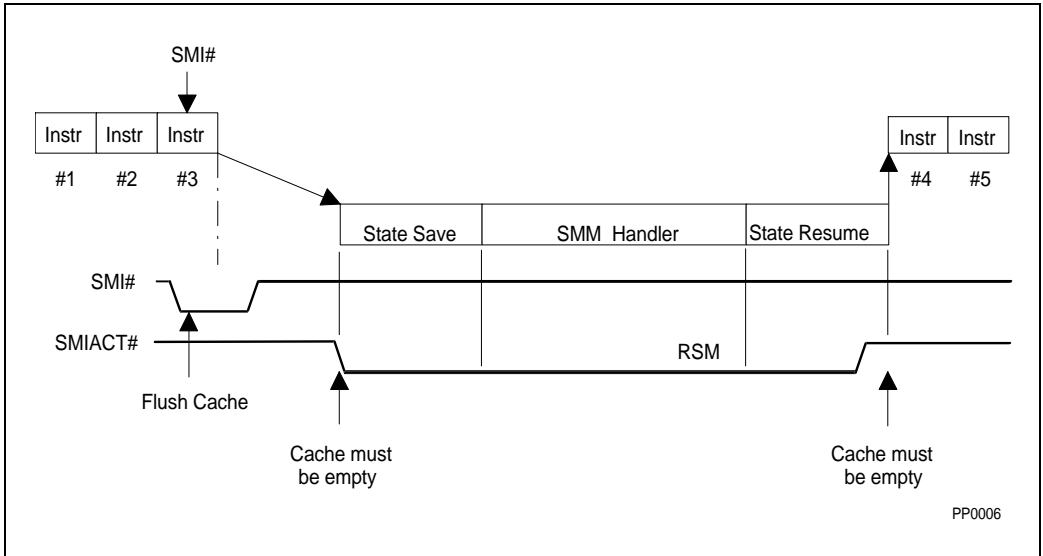 SMI#
Instr Instr Instr
#1 #2 #3
Instr Instr
#4 #5
State Save SMM Handler State Resume
SMI#
SMIACT#
RSM
Flush Cache
Cache must
be empty
Cache must
be empty
PP0006